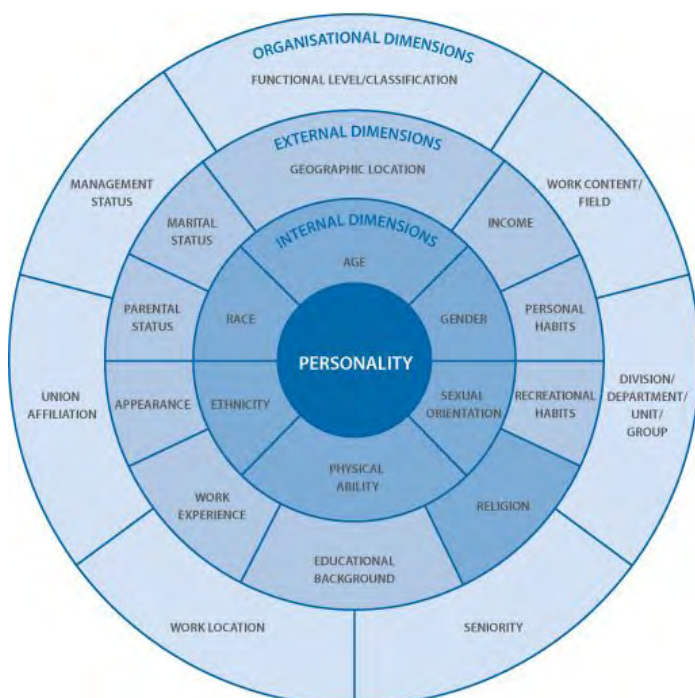 ORGANISATIONAL DIMENSIONS
FUNCTIONAL LEVEL/CLASSIFICATION
WORK CONTENT/
FIELD
DIVISION/
DEPARTMENT/
UNIT/
GROUP
SENIORITY
WORK LOCATION
UNION
AFFILIATION
MANAGEMENT
STATUS
EXTERNAL DIMENSIONS
GEOGRAPHIC LOCATION
INCOME
PERSONAL
HABITS
RECREATIONAL
HABITS
RELIGION
EDUCATIONAL
BACKGROUND
WORK
EXPERIENCE
APPEARANCE
PARENTAL
STATUS
MARITAL
STATUS
INTERNAL DIMENSIONS
AGE
GENDER
SEXUAL
ORIENTATION
PHYSICAL
ABILITY
ETHNICITY
RACE
PERSONALITY